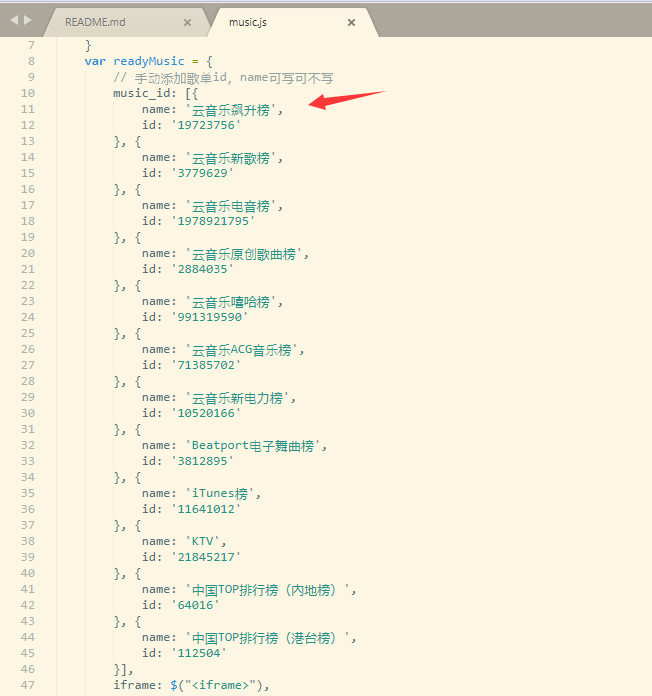 README.md × music.js ×
7 }
8 var readyMusic = {
9 // 手动添加歌单id, name可写可不写
10 music_id: [{
11 name: '云音乐飙升榜',
12 id: '19723756'
13 }, {
14 name: '云音乐新歌榜',
15 id: '3779629'
16 }, {
17 name: '云音乐电音榜',
18 id: '1978921795'
19 }, {
20 name: '云音乐原创歌曲榜',
21 id: '2884035'
22 }, {
23 name: '云音乐嘻哈榜',
24 id: '991319590'
25 }, {
26 name: '云音乐ACG音乐榜',
27 id: '71385702'
28 }, {
29 name: '云音乐新电力榜',
30 id: '10520166'
31 }, {
32 name: 'Beatport电子舞曲榜',
33 id: '3812895'
34 }, {
35 name: 'iTunes榜',
36 id: '11641012'
37 }, {
38 name: 'KTV',
39 id: '21845217'
40 }, {
41 name: '中国TOP排行榜（内地榜）',
42 id: '64016'
43 }, {
44 name: '中国TOP排行榜（港台榜）',
45 id: '112504'
46 }],
47 iframe: $("<iframe>"),